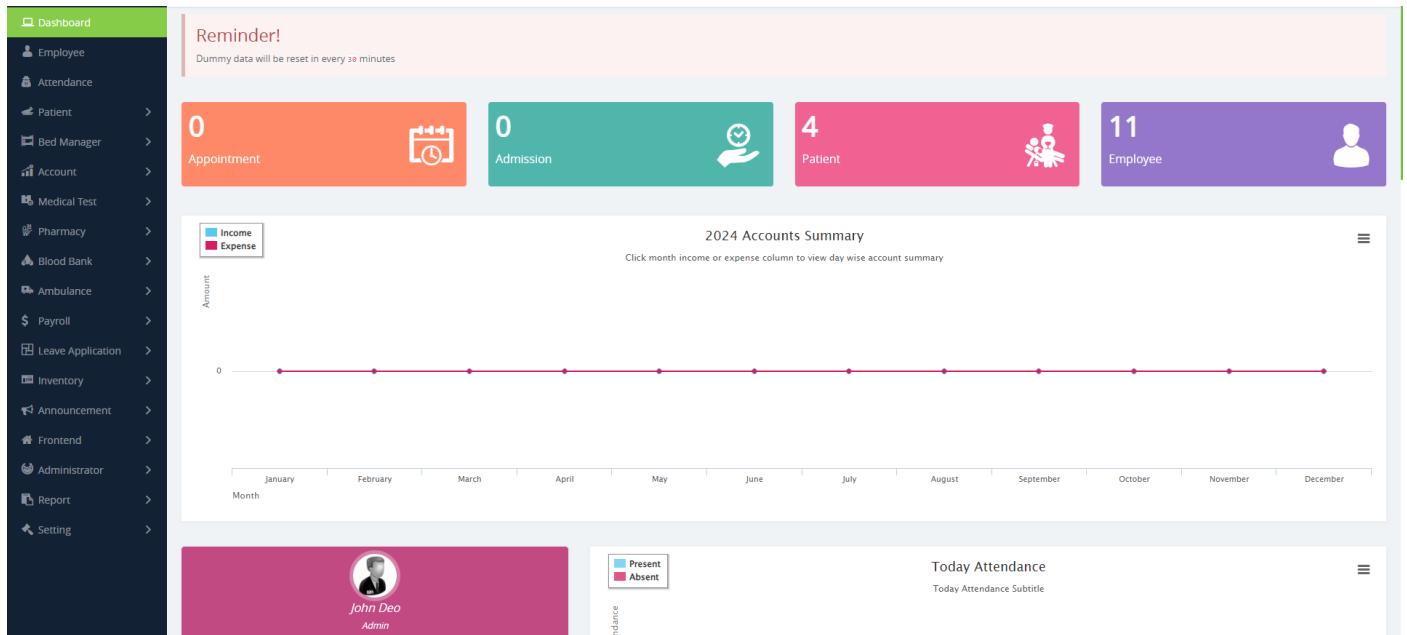 Dashboard
Employee
Attendance
Patient
Bed Manager
Account
Medical Test
Pharmacy
Blood Bank
Ambulance
Payroll
Leave Application
Inventory
Announcement
Frontend
Administrator
Report
Setting
Reminder!
Dummy data will be reset in every 30 minutes
0
Appointment
0
Admission
4
Patient
11
Employee
Income
Expense
2024 Accounts Summary
Click month income or expense column to view day wise account summary
Amount
0
January February March April May June July August September October November December
Month
John Deo
Admin
Present
Absent
Today Attendance
Today Attendance Subtitle
ndance